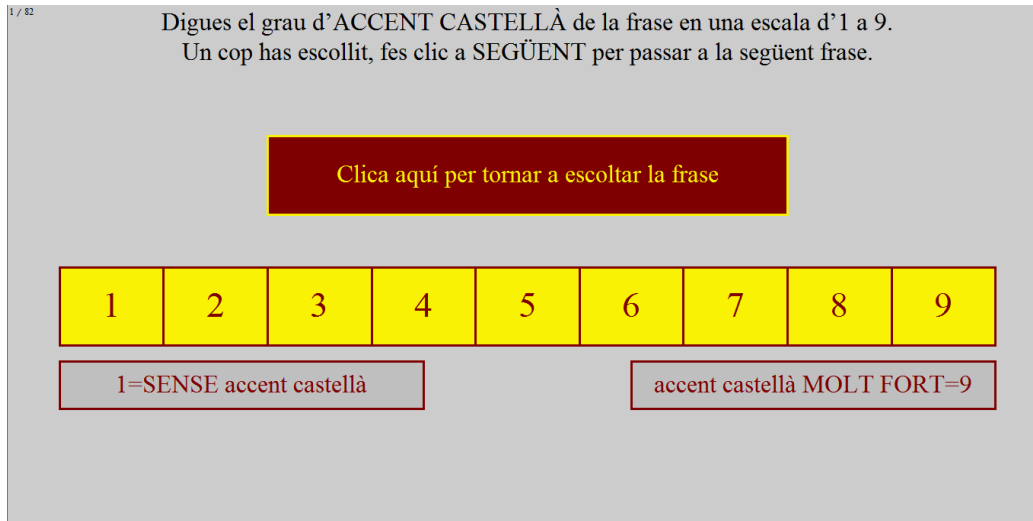 1 / 82
Digues el grau d’ACCENT CASTELLÀ de la frase en una escala d’1 a 9.
Un cop has escollit, fes clic a SEGÜENT per passar a la següent frase.
Clica aquí per tornar a escoltar la frase
1 2 3 4 5 6 7 8 9
1=SENSE accent castellà
accent castellà MOLT FORT=9